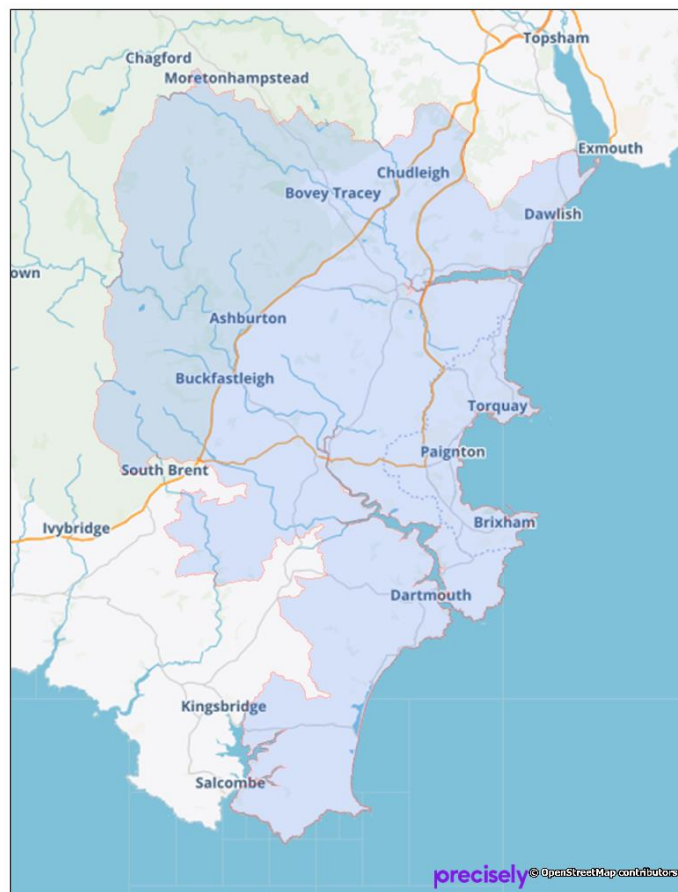 Topsham
Chagford
Moretonhampstead
Exmouth
Chudleigh
Bovey Tracey
Dawlish
own
Ashburton
Buckfastleigh
Torquay
Paignton
South Brent
Brixham
Ivybridge
Dartmouth
Kingsbridge
Salcombe
precisely © OpenStreetMap contributors